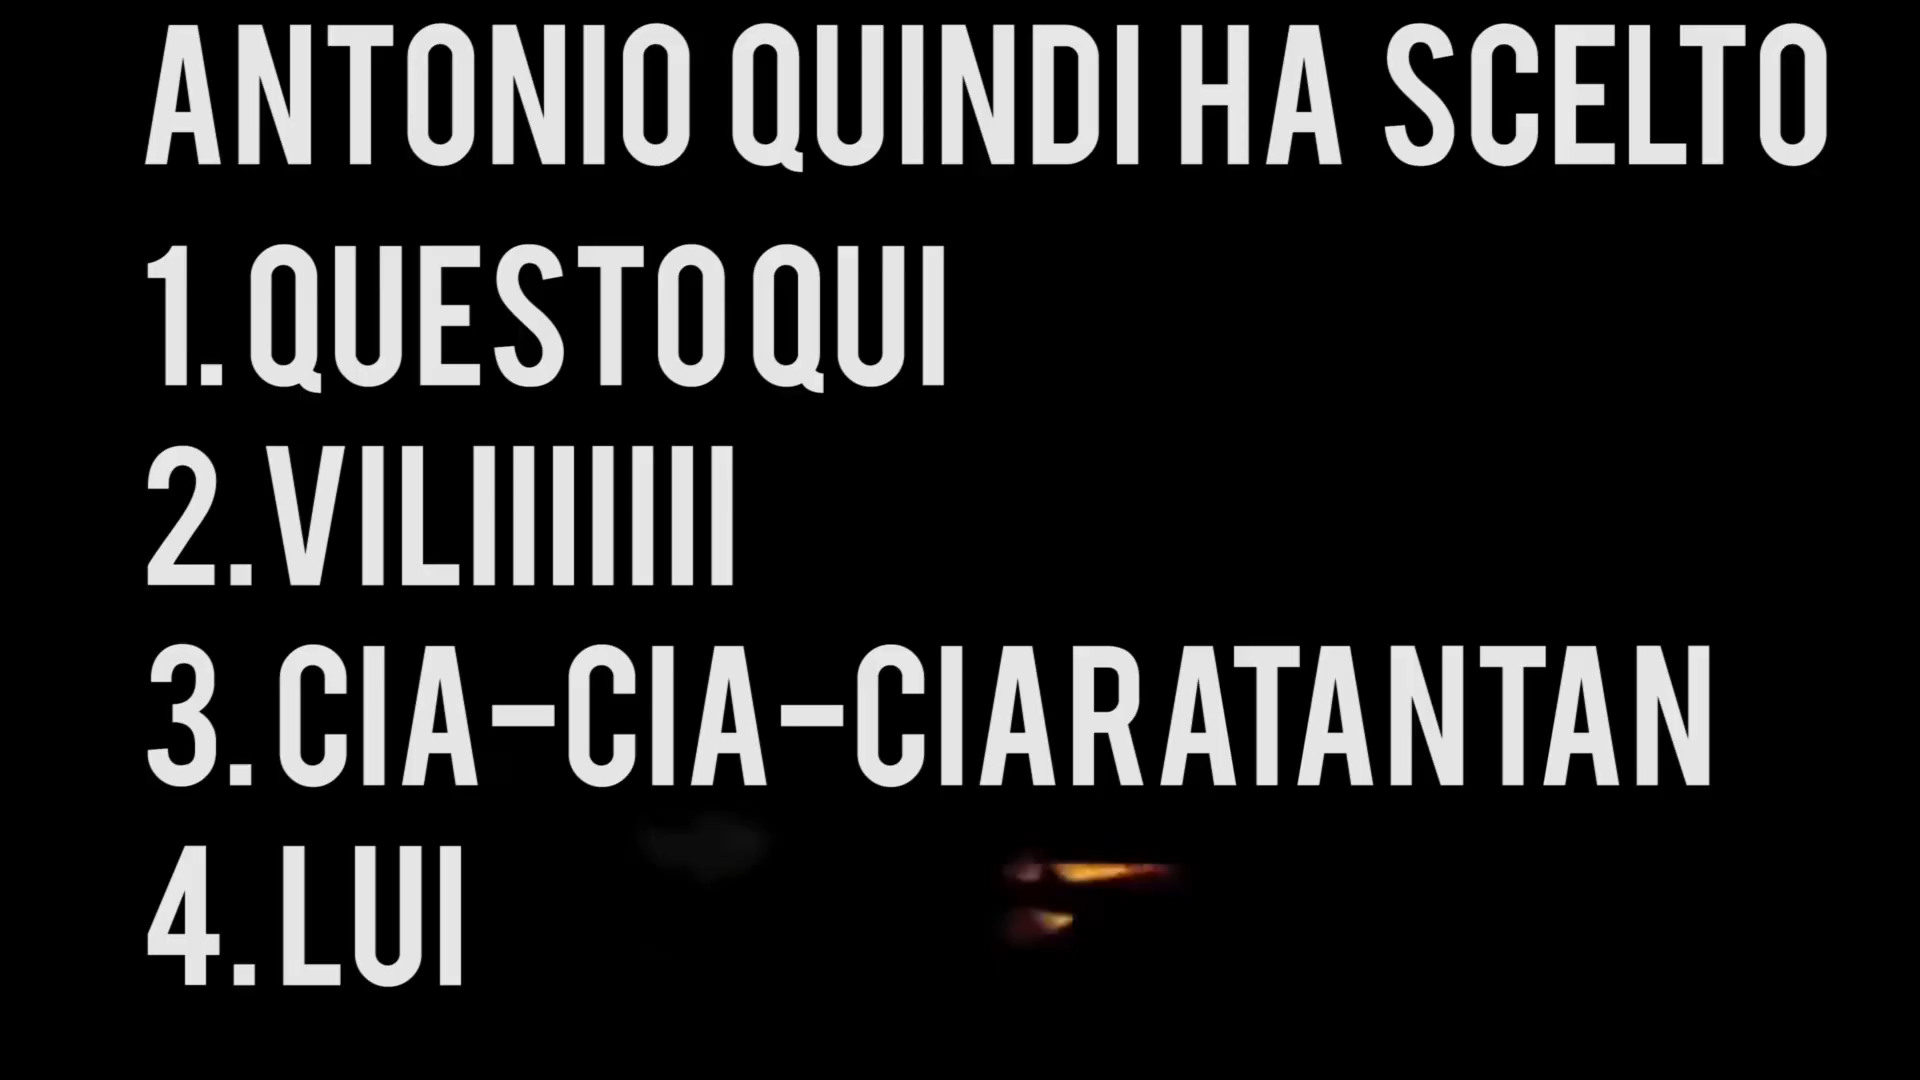 ANTONIO QUINDI HA SCELTO
1. QUESTO QUI
2. VILIIIIIII
3. CIA-CIA-CIARATANTAN
4. LUI